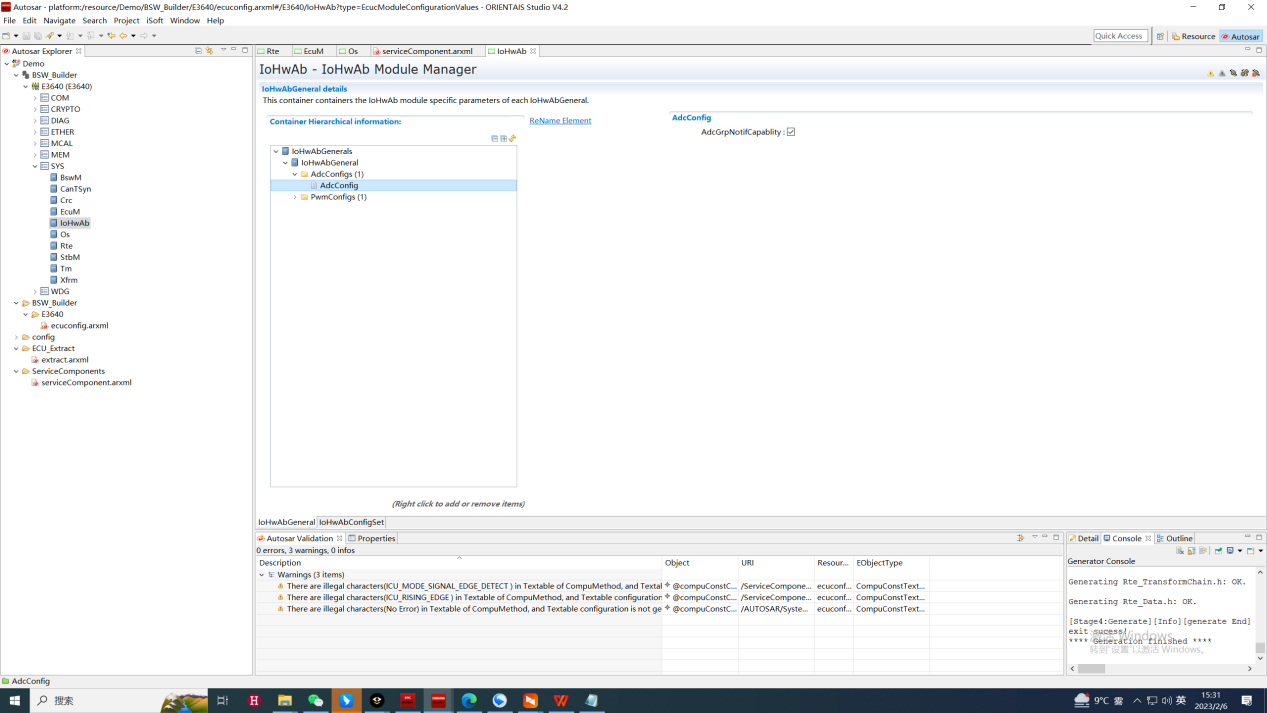 Autosar - platform:/resource/Demo/BSW_Builder/E3640/ecuconfig.arxml#/E3640/IoHwAb?type=EcucModuleConfigurationValues - ORIENTAIS Studio V4.2
File Edit Navigate Search Project iSoft Window Help
Quick Access Resource Autosar
Autosar Explorer
Rte EcuM Os serviceComponent.arxml IoHwAb
Demo
BSW_Builder
E3640 (E3640)
COM
CRYPTO
DIAG
ETHER
MCAL
MEM
SYS
BswM
CanTSyn
Crc
EcuM
IoHwAb
Os
Rte
StbM
Tm
Xfrm
WDG
BSW_Builder
E3640
ecuconfig.arxml
config
ECU_Extract
extract.arxml
ServiceComponents
serviceComponent.arxml
IoHwAb - IoHwAb Module Manager
IoHwAbGeneral details
This container containers the IoHwAb module specific parameters of each IoHwAbGeneral.
Container Hierarchical information:
ReName Element
IoHwAbGenerals
IoHwAbGeneral
AdcConfigs (1)
AdcConfig
PwmConfigs (1)
(Right click to add or remove items)
AdcConfig
AdcGrpNotifCapablity :
IoHwAbGeneral IoHwAbConfigSet
Autosar Validation Properties
0 errors, 3 warnings, 0 infos
Description Object URI Resour... EObjectType
Warnings (3 items)
There are illegal characters(ICU_MODE_SIGNAL_EDGE_DETECT ) in Textable of CompuMethod, and Textal @compuConstC... /ServiceCompone... ecuconf... CompuConstText...
There are illegal characters(ICU_RISING_EDGE ) in Textable of CompuMethod, and Textable configuration @compuConstC... /ServiceCompone... ecuconf... CompuConstText...
There are illegal characters(No Error) in Textable of CompuMethod, and Textable configuration is not ge @compuConstC... /AUTOSAR/Syste... ecuconf... CompuConstText...
Detail Console Outline
Generator Console
Generating Rte_TransformChain.h: OK.
Generating Rte_Data.h: OK.
[Stage4:Generate][Info][generate End]
exit sucess!
**** Generation finished ****
激活 Windows
转到"设置"以激活 Windows。
AdcConfig
搜索
9°C 雾
英
15:31
2023/2/6